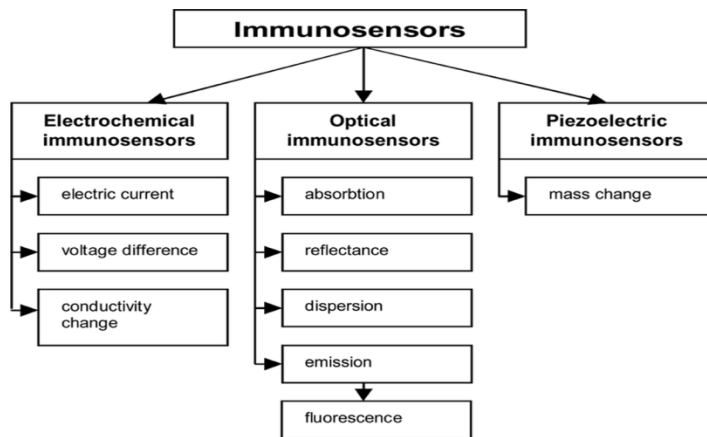 Immunosensors
Electrochemical
immunosensors
electric current
voltage difference
conductivity
change
Optical
immunosensors
absorbtion
reflectance
dispersion
emission
fluorescence
Piezoelectric
immunosensors
mass change